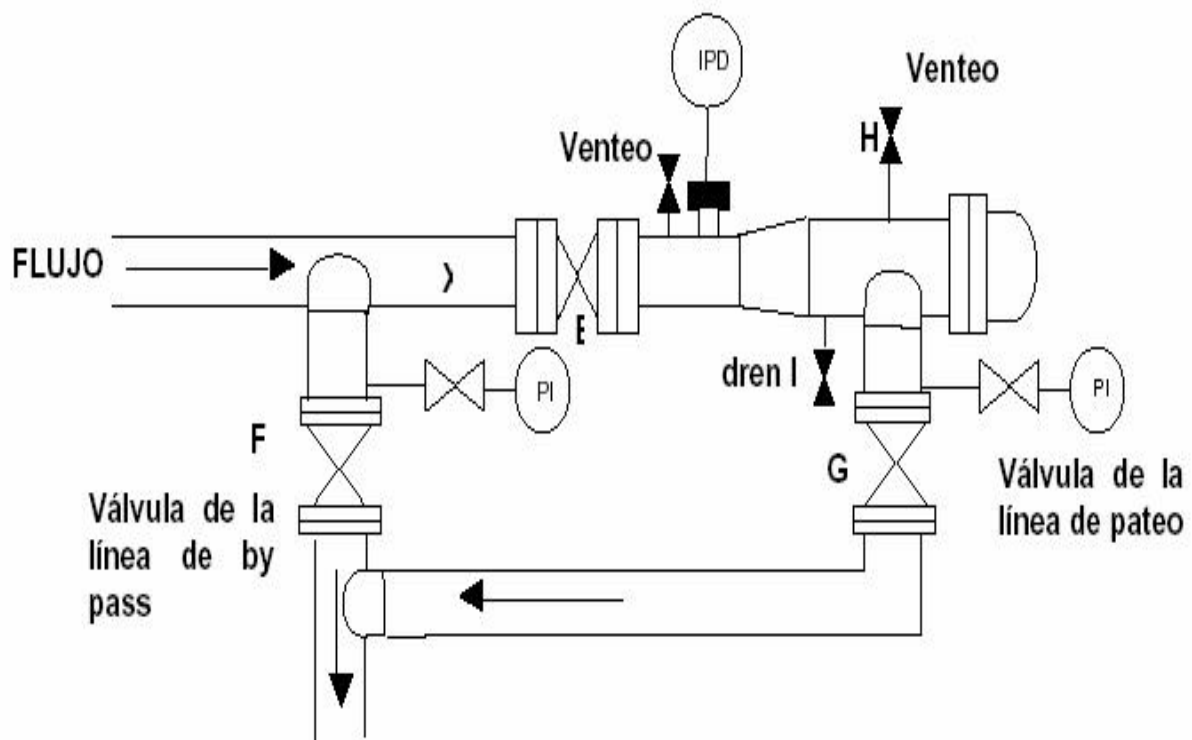 IPD
Venteo
Venteo
H
FLUJO
E
dren I
PI
PI
F
G
Válvula de la
línea de by
pass
Válvula de la
línea de pateo